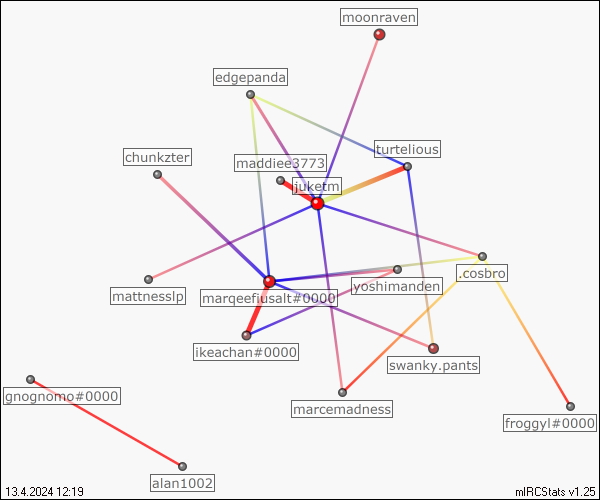 moonraven
edgepanda
turtelious
chunkzter
maddiee3773
juketm
.cosbro
yoshimanden
mattnesslp
marqeefiusalt#0000
ikeachan#0000
swanky.pants
gnognomo#0000
marcemadness
froggyl#0000
alan1002
13.4.2024 12:19
mIRCStats v1.25